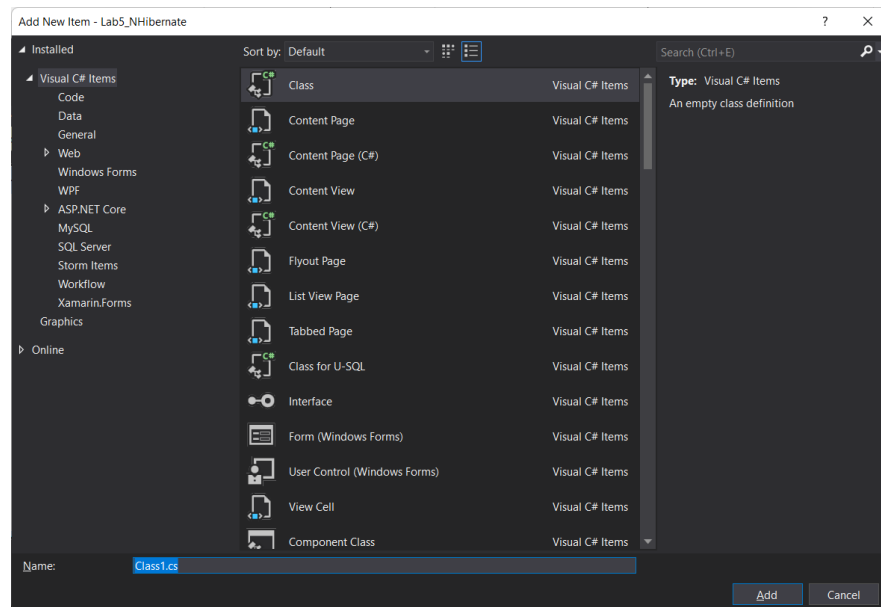 Add New Item - Lab5_NHibernate
? ×
Installed
Sort by: Default
Search (Ctrl+E)
Visual C# Items
Code
Data
General
Web
Windows Forms
WPF
ASP.NET Core
MySQL
SQL Server
Storm Items
Workflow
Xamarin.Forms
Graphics
Online
C# Class Visual C# Items
Content Page Visual C# Items
C# Content Page (C#) Visual C# Items
Content View Visual C# Items
C# Content View (C#) Visual C# Items
Flyout Page Visual C# Items
List View Page Visual C# Items
Tabbed Page Visual C# Items
C# Class for U-SQL Visual C# Items
Interface Visual C# Items
Form (Windows Forms) Visual C# Items
User Control (Windows Forms) Visual C# Items
View Cell Visual C# Items
Component Class Visual C# Items
Type: Visual C# Items
An empty class definition
Name: Class1.cs
Add Cancel